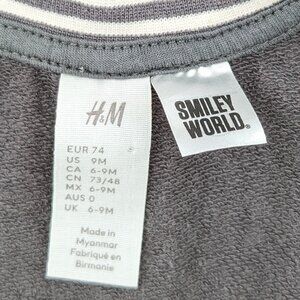 H&M
EUR 74
US 9M
CA 6-9M
CN 73/48
MX 6-9M
AUS 0
UK 6-9M
Made in
Myanmar
Fabriqué en
Birmanie
SMILEY
WORLD.